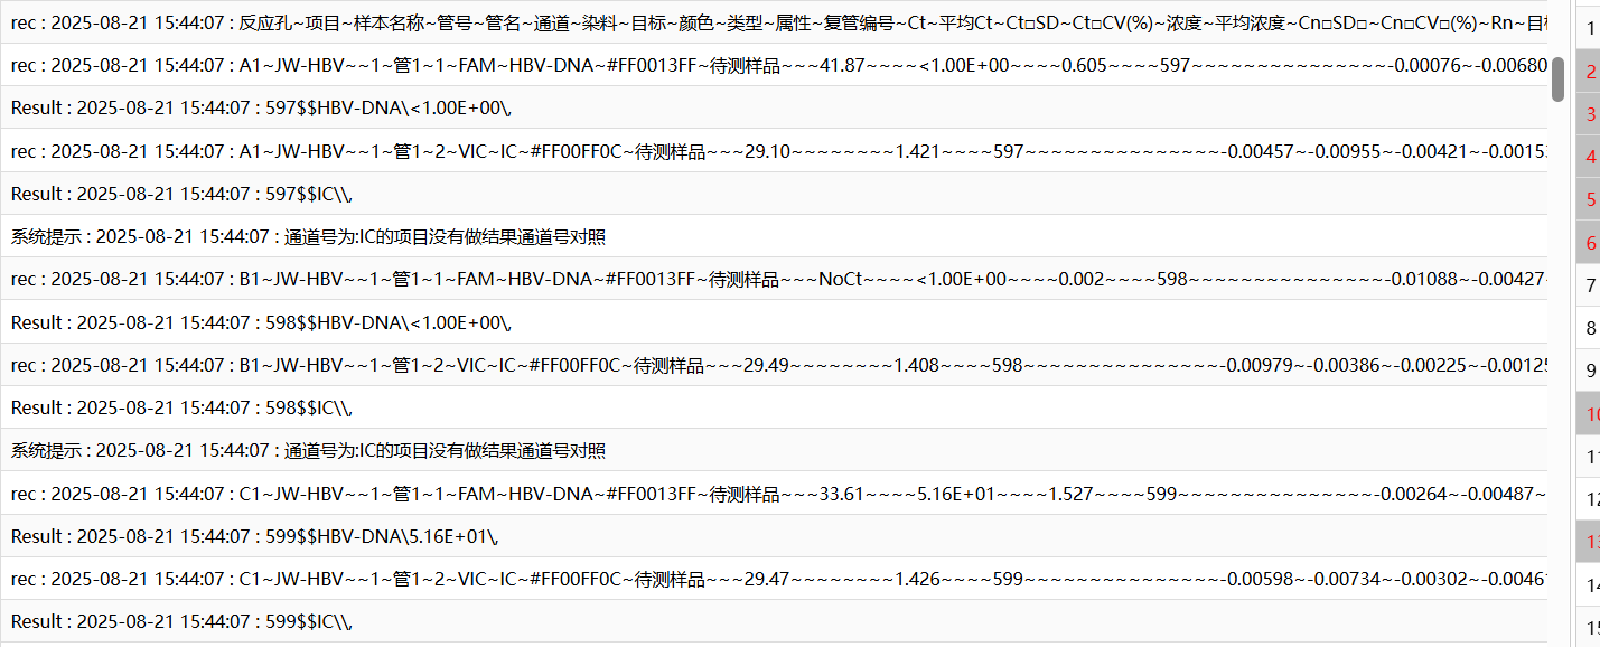 rec : 2025-08-21 15:44:07 : 反应孔~项目~样本名称~管号~管名~通道~染料~目标~颜色~类型~属性~复管编号~Ct~平均Ct~Ct□SD~Ct□CV(%)~浓度~平均浓度~Cn□SD□~Cn□CV□(%)~Rn~目
rec : 2025-08-21 15:44:07 : A1~JW-HBV~~1~管1~1~FAM~HBV-DNA~#FF0013FF~待测样品~~~41.87~~~~<1.00E+00~~~~0.605~~~~597~~~~~~~~~~~~~~~~-0.00076~-0.00680
Result : 2025-08-21 15:44:07 : 597$$HBV-DNA\<1.00E+00\,
rec : 2025-08-21 15:44:07 : A1~JW-HBV~~1~管1~2~VIC~IC~#FF00FF0C~待测样品~~~29.10~~~~~~~~1.421~~~~597~~~~~~~~~~~~~~~~-0.00457~-0.00955~-0.00421~-0.0015
Result : 2025-08-21 15:44:07 : 597$$IC\\,
系统提示 : 2025-08-21 15:44:07 : 通道号为:IC的项目没有做结果通道号对照
rec : 2025-08-21 15:44:07 : B1~JW-HBV~~1~管1~1~FAM~HBV-DNA~#FF0013FF~待测样品~~~NoCt~~~~<1.00E+00~~~~0.002~~~~598~~~~~~~~~~~~~~~~-0.01088~-0.00427
Result : 2025-08-21 15:44:07 : 598$$HBV-DNA\<1.00E+00\,
rec : 2025-08-21 15:44:07 : B1~JW-HBV~~1~管1~2~VIC~IC~#FF00FF0C~待测样品~~~29.49~~~~~~~~1.408~~~~598~~~~~~~~~~~~~~~~-0.00979~-0.00386~-0.00225~-0.00125
Result : 2025-08-21 15:44:07 : 598$$IC\\,
系统提示 : 2025-08-21 15:44:07 : 通道号为:IC的项目没有做结果通道号对照
rec : 2025-08-21 15:44:07 : C1~JW-HBV~~1~管1~1~FAM~HBV-DNA~#FF0013FF~待测样品~~~33.61~~~~5.16E+01~~~~1.527~~~~599~~~~~~~~~~~~~~~~-0.00264~-0.00487~
Result : 2025-08-21 15:44:07 : 599$$HBV-DNA\5.16E+01\,
rec : 2025-08-21 15:44:07 : C1~JW-HBV~~1~管1~2~VIC~IC~#FF00FF0C~待测样品~~~29.47~~~~~~~~1.426~~~~599~~~~~~~~~~~~~~~~-0.00598~-0.00734~-0.00302~-0.0046
Result : 2025-08-21 15:44:07 : 599$$IC\\,
1
2
3
4
5
6
7
8
9
10
11
12
13
14
15